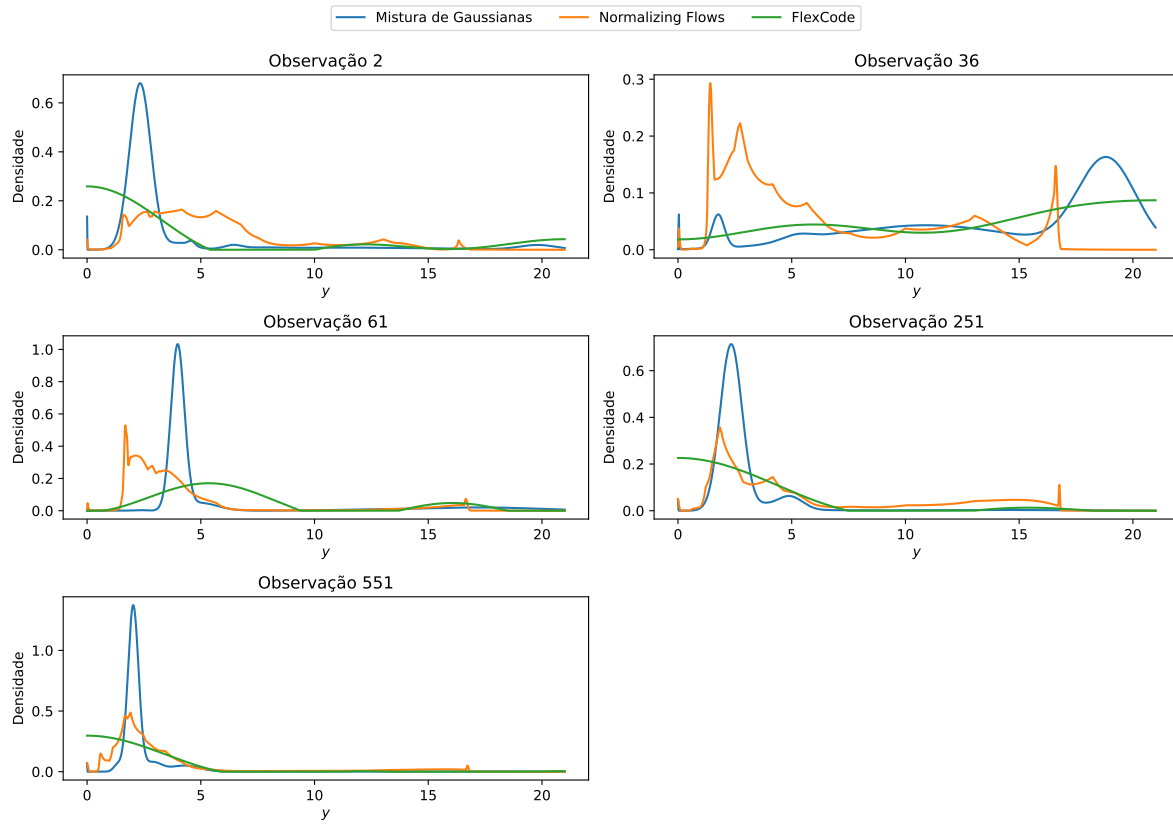 Mistura de Gaussianas Normalizing Flows FlexCode
Observação 2
Densidade
0.6
0.4
0.2
0.0
0 5 10 15 20
y
Observação 36
Densidade
0.3
0.2
0.1
0.0
0 5 10 15 20
y
Observação 61
Densidade
1.0
0.8
0.6
0.4
0.2
0.0
0 5 10 15 20
y
Observação 251
Densidade
0.6
0.4
0.2
0.0
0 5 10 15 20
y
Observação 551
Densidade
1.0
0.5
0.0
0 5 10 15 20
y